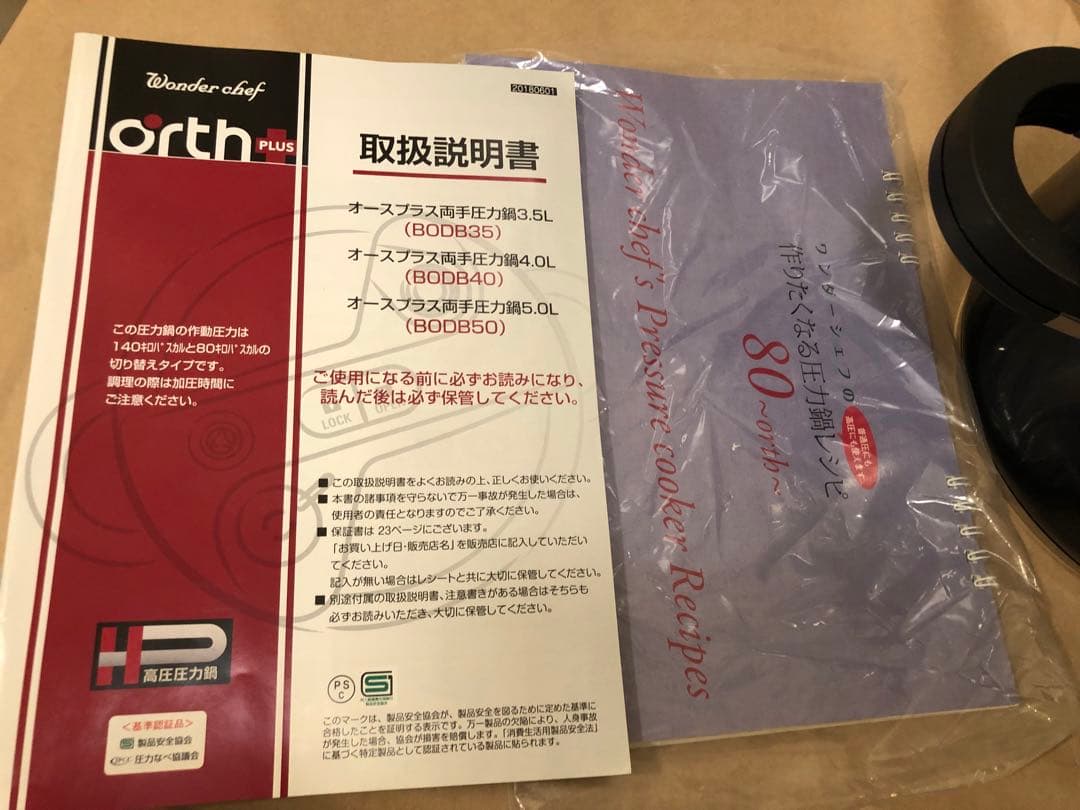 Wonder chef
orth PLUS
20180601
取扱説明書
オースプラス両手圧力鍋3.5L
(BODB35)
オースプラス両手圧力鍋4.0L
(BODB40)
オースプラス両手圧力鍋5.0L
(BODB50)
この圧力鍋の作動圧力は
140ｷﾛﾊﾟｽｶﾙと80ｷﾛﾊﾟｽｶﾙの
切り替えタイプです。
調理の際は加圧時間に
ご注意ください。
ご使用になる前に必ずお読みになり、
読んだ後は必ず保管してください。
LOCK OPEN
■この取扱説明書をよくお読みの上、正しくお使いください。
■本書の諸事項を守らないで万一事故が発生した場合は、
使用者の責任となりますのでご了承ください。
■保証書は 23ページにございます。
「お買い上げ日・販売店名」を販売店に記入していただい
てください。
記入が無い場合はレシートと共に大切に保管してください。
■別途付属の取扱説明書、注意書きがある場合はそちらも
必ずお読みいただき、大切に保管してください。
HP
高圧圧力鍋
<基準認証品>
製品安全協会
圧力なべ協議会
PS
C
このマークは、製品安全協会が、製品安全を図るために定めた基準に
合格したことを証明する表示です。万一製品の欠陥により、人身事故
が発生した場合、協会が損害を賠償します。「消費生活用製品安全法」
に基づく特定製品として認証されている製品に貼られます。
ワンダーシェフの
普通圧にも
高圧にも使えます
作りたくなる圧力鍋レシピ
80
~orth~
Wonder chef's Pressure cooker Recipes